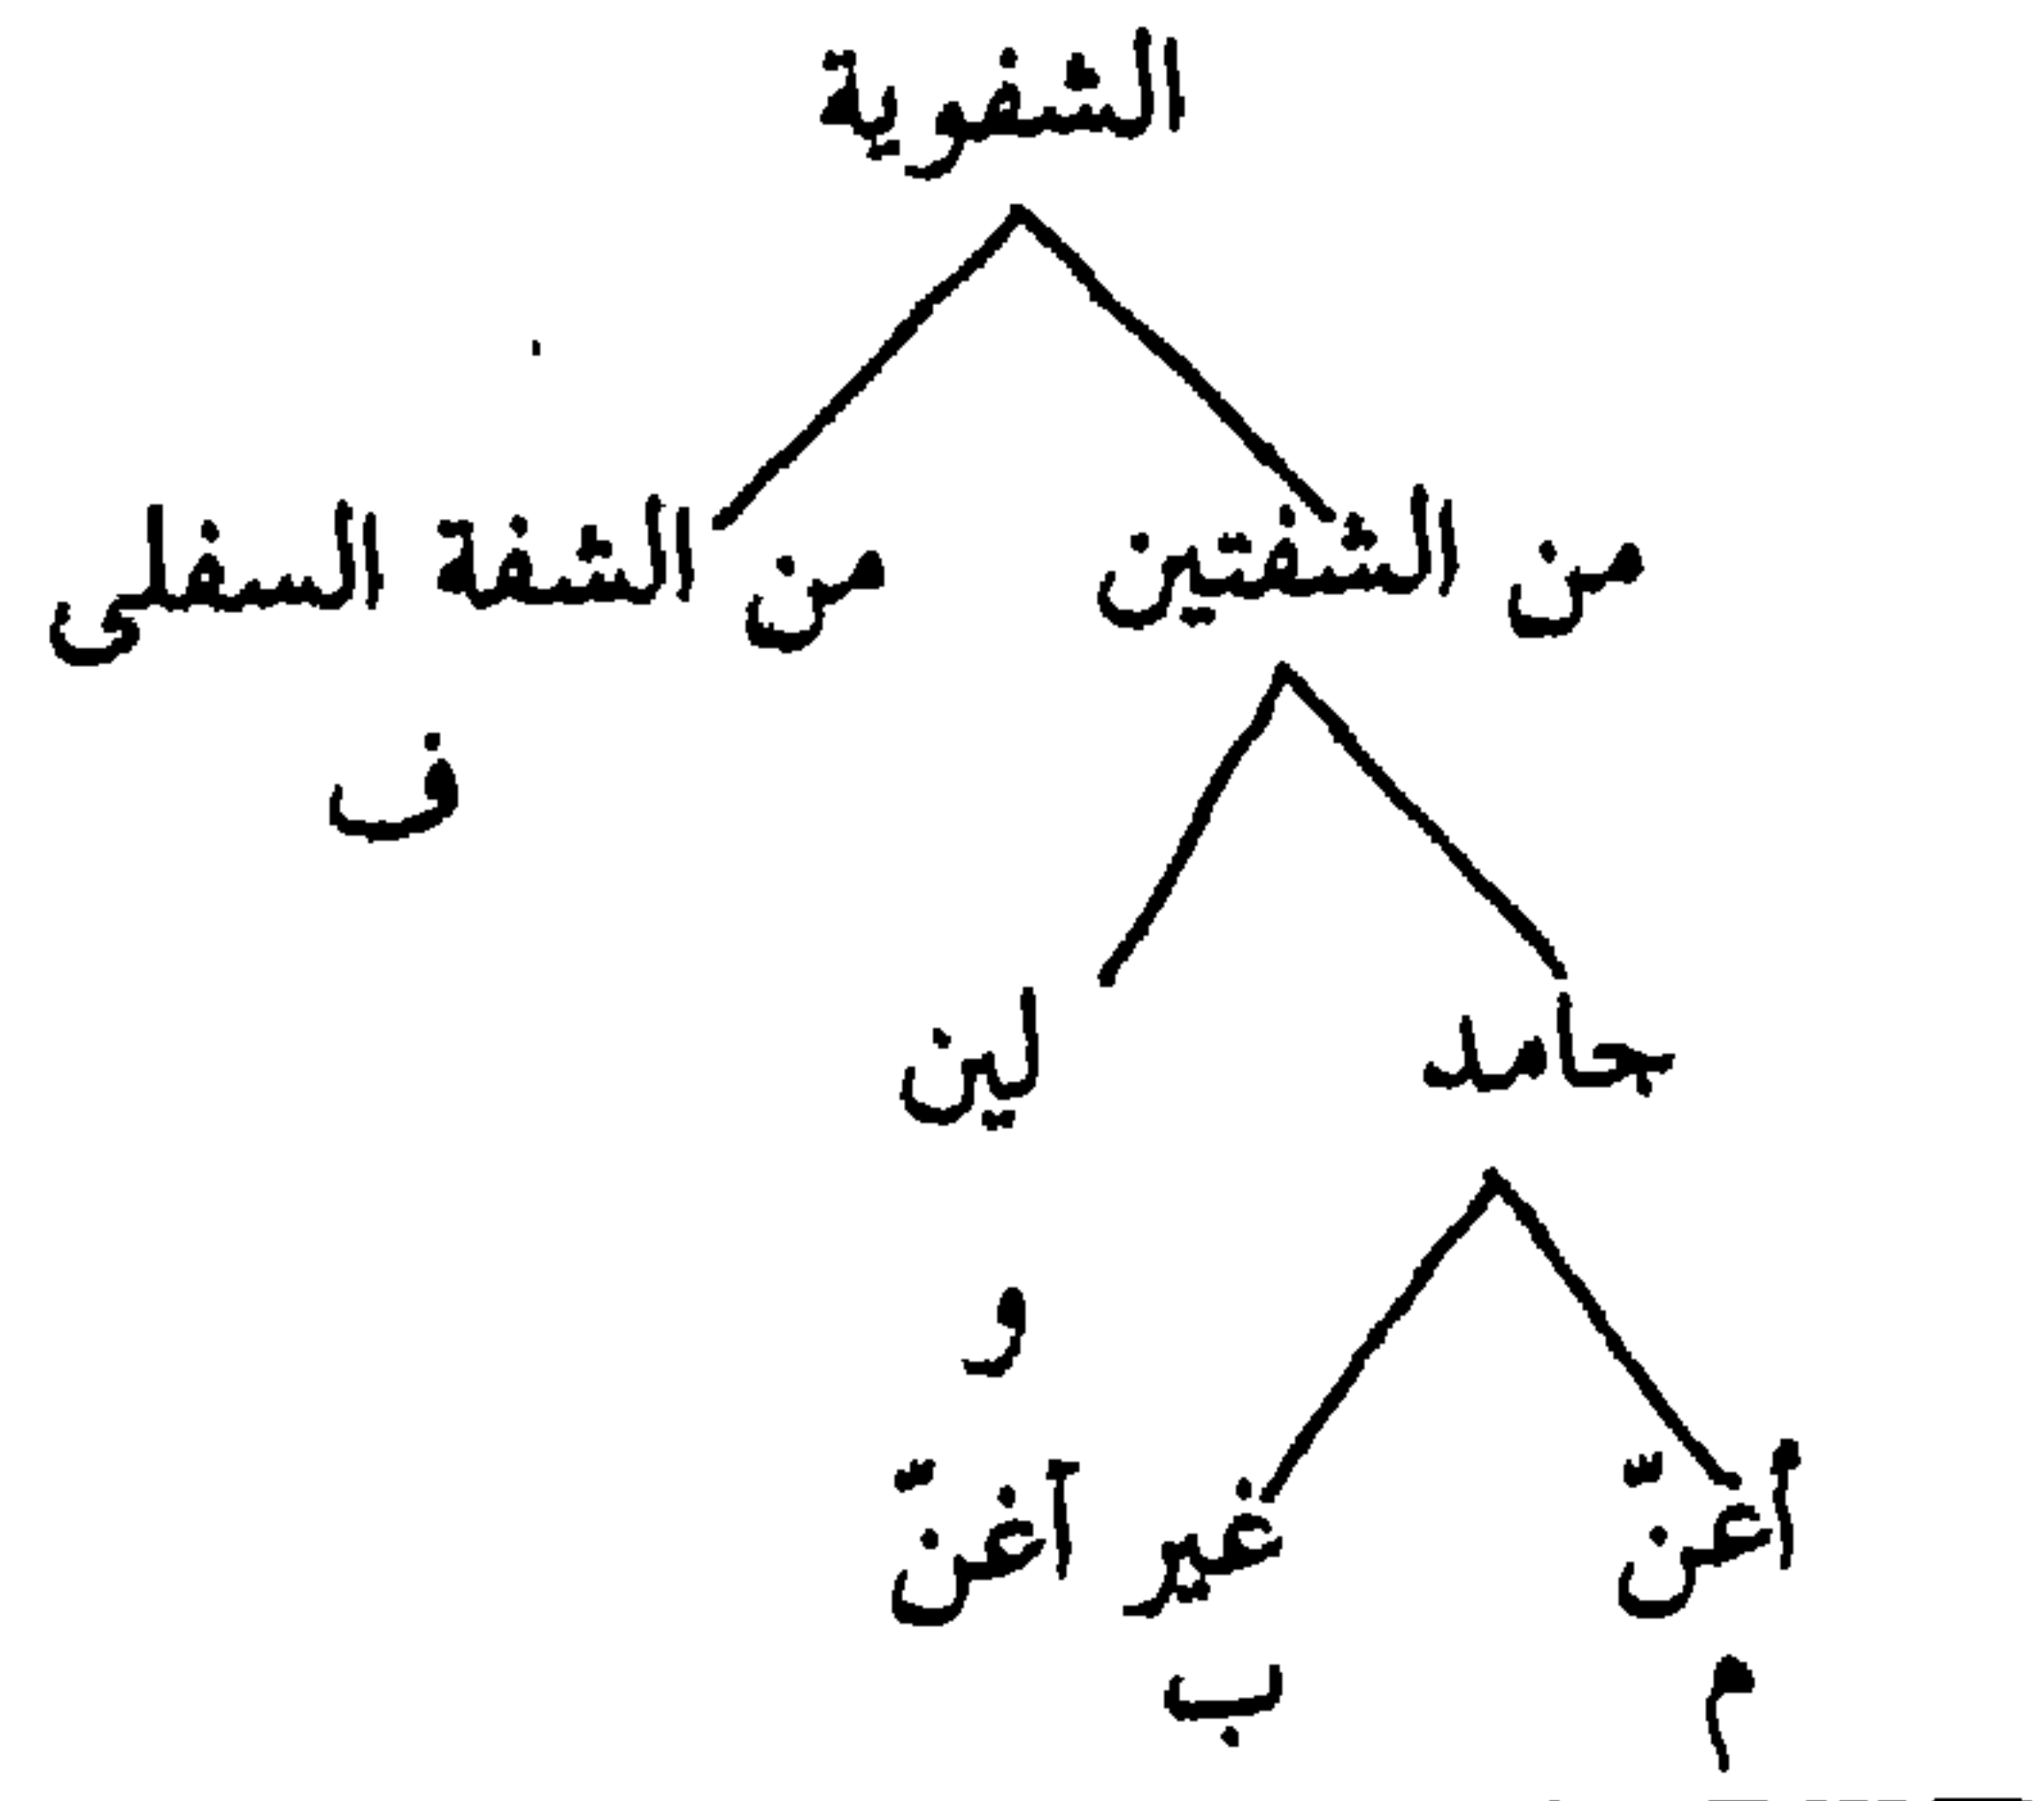 الشفوية
من الشفتين من الشفة السفلى
ف
جامد لين
و
أغنّ غير أغنّ
م ب